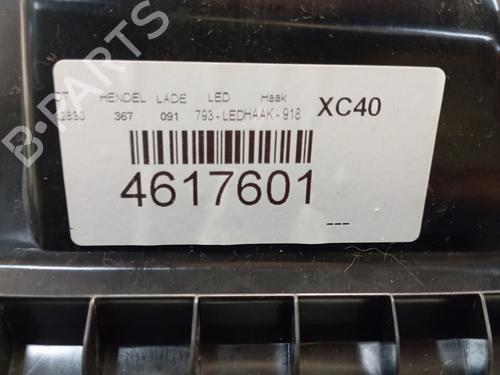 HENDEL LADE LED Haak
367 091 793 - LEDHAAK - 918
XC40
4617601
---
B-PARTS